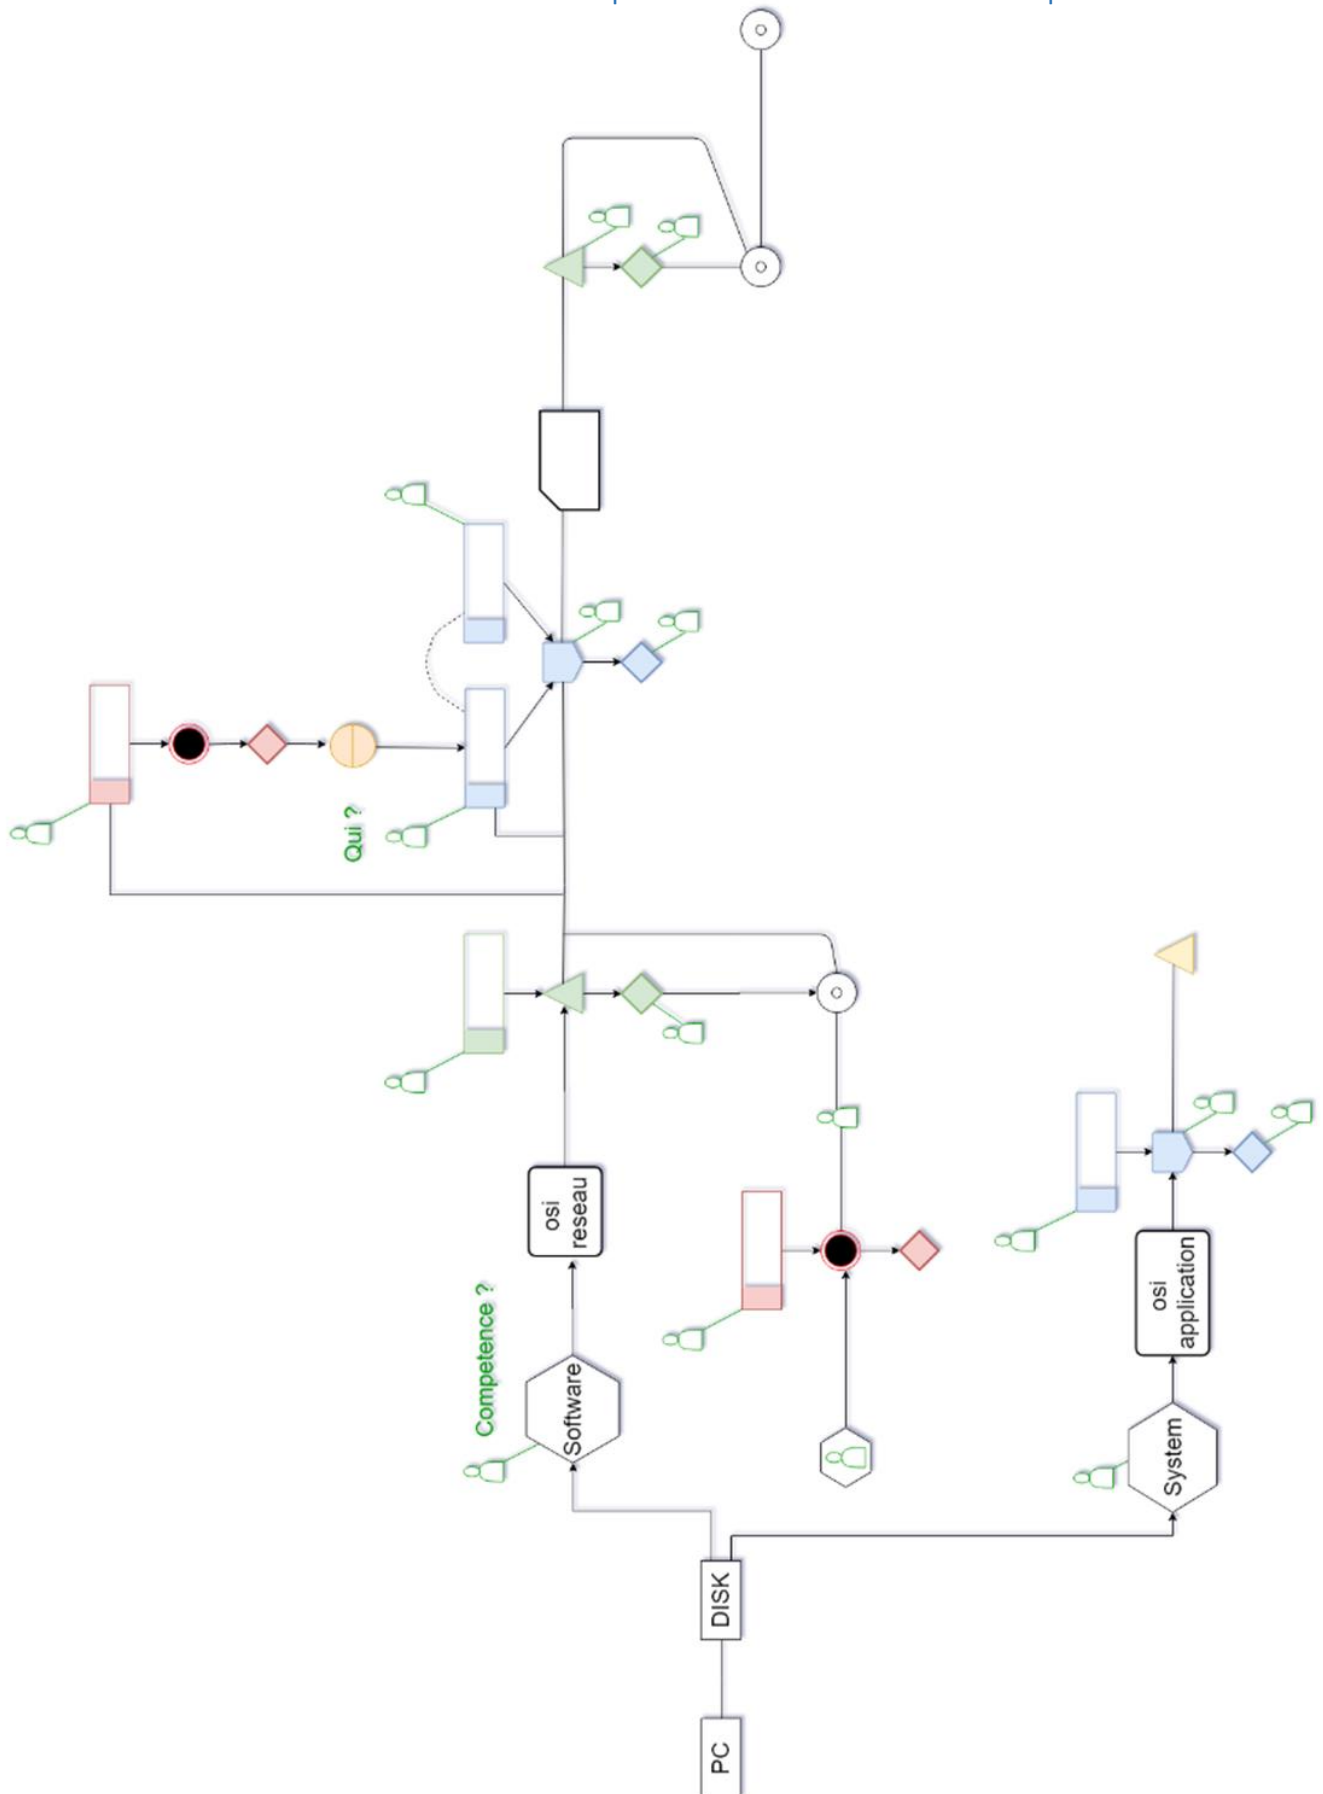 Qui ?
Competence ?
osi
reseau
Software
osi
application
System
DISK
PC